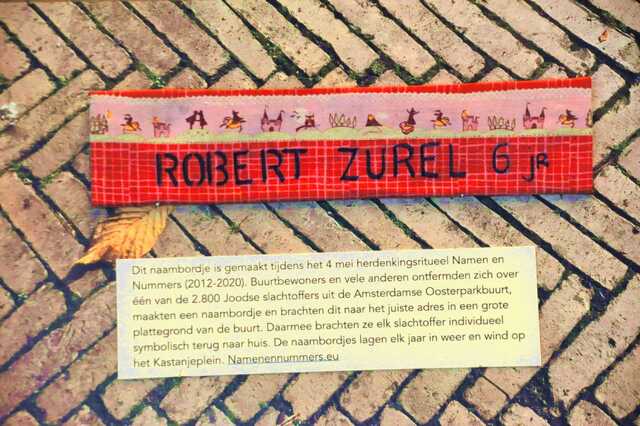 ROBERT ZUREL 6 JR
Dit naambordje is gemaakt tijdens het 4 mei herdenkingsritueel Namen en
Nummers (2012-2020). Buurtbewoners en vele anderen ontfermden zich over
één van de 2.800 Joodse slachtoffers uit de Amsterdamse Oosterparkbuurt,
maakten een naambordje en brachten dit naar het juiste adres in een grote
plattegrond van de buurt. Daarmee brachten ze elk slachtoffer individueel
symbolisch terug naar huis. De naambordjes lagen elk jaar in weer en wind op
het Kastanjeplein. Namenennummers.eu